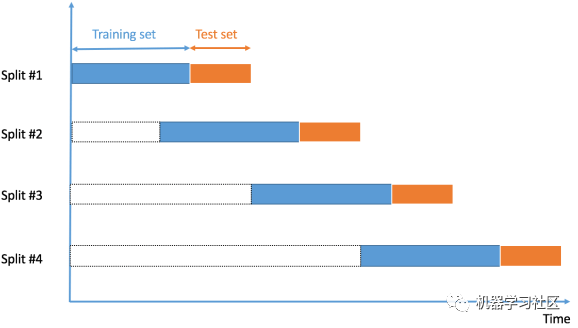 Training set
Test set
Split #1
Split #2
Split #3
Split #4
机器学习社区
Time